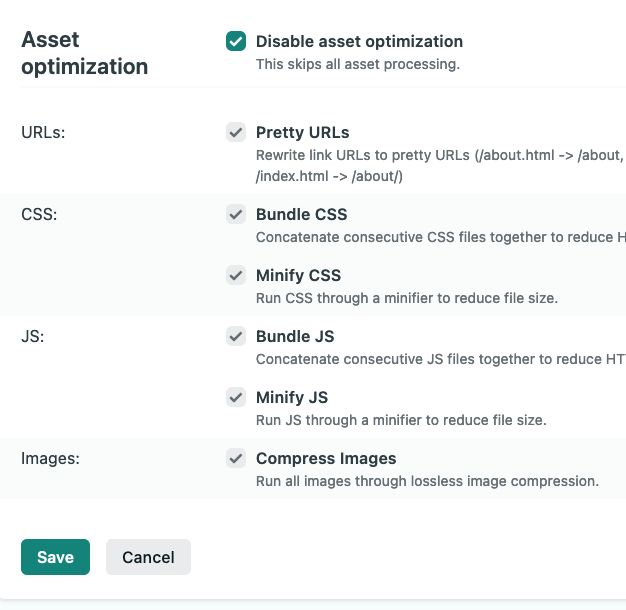 Asset
optimization
Disable asset optimization
This skips all asset processing.
URLs:
Pretty URLs
Rewrite link URLs to pretty URLs (/about.html -> /about,
/index.html -> /about/)
CSS:
Bundle CSS
Concatenate consecutive CSS files together to reduce
Minify CSS
Run CSS through a minifier to reduce file size.
JS:
Bundle JS
Concatenate consecutive JS files together to reduce
Minify JS
Run JS through a minifier to reduce file size.
Images:
Compress Images
Run all images through lossless image compression.
Save
Cancel